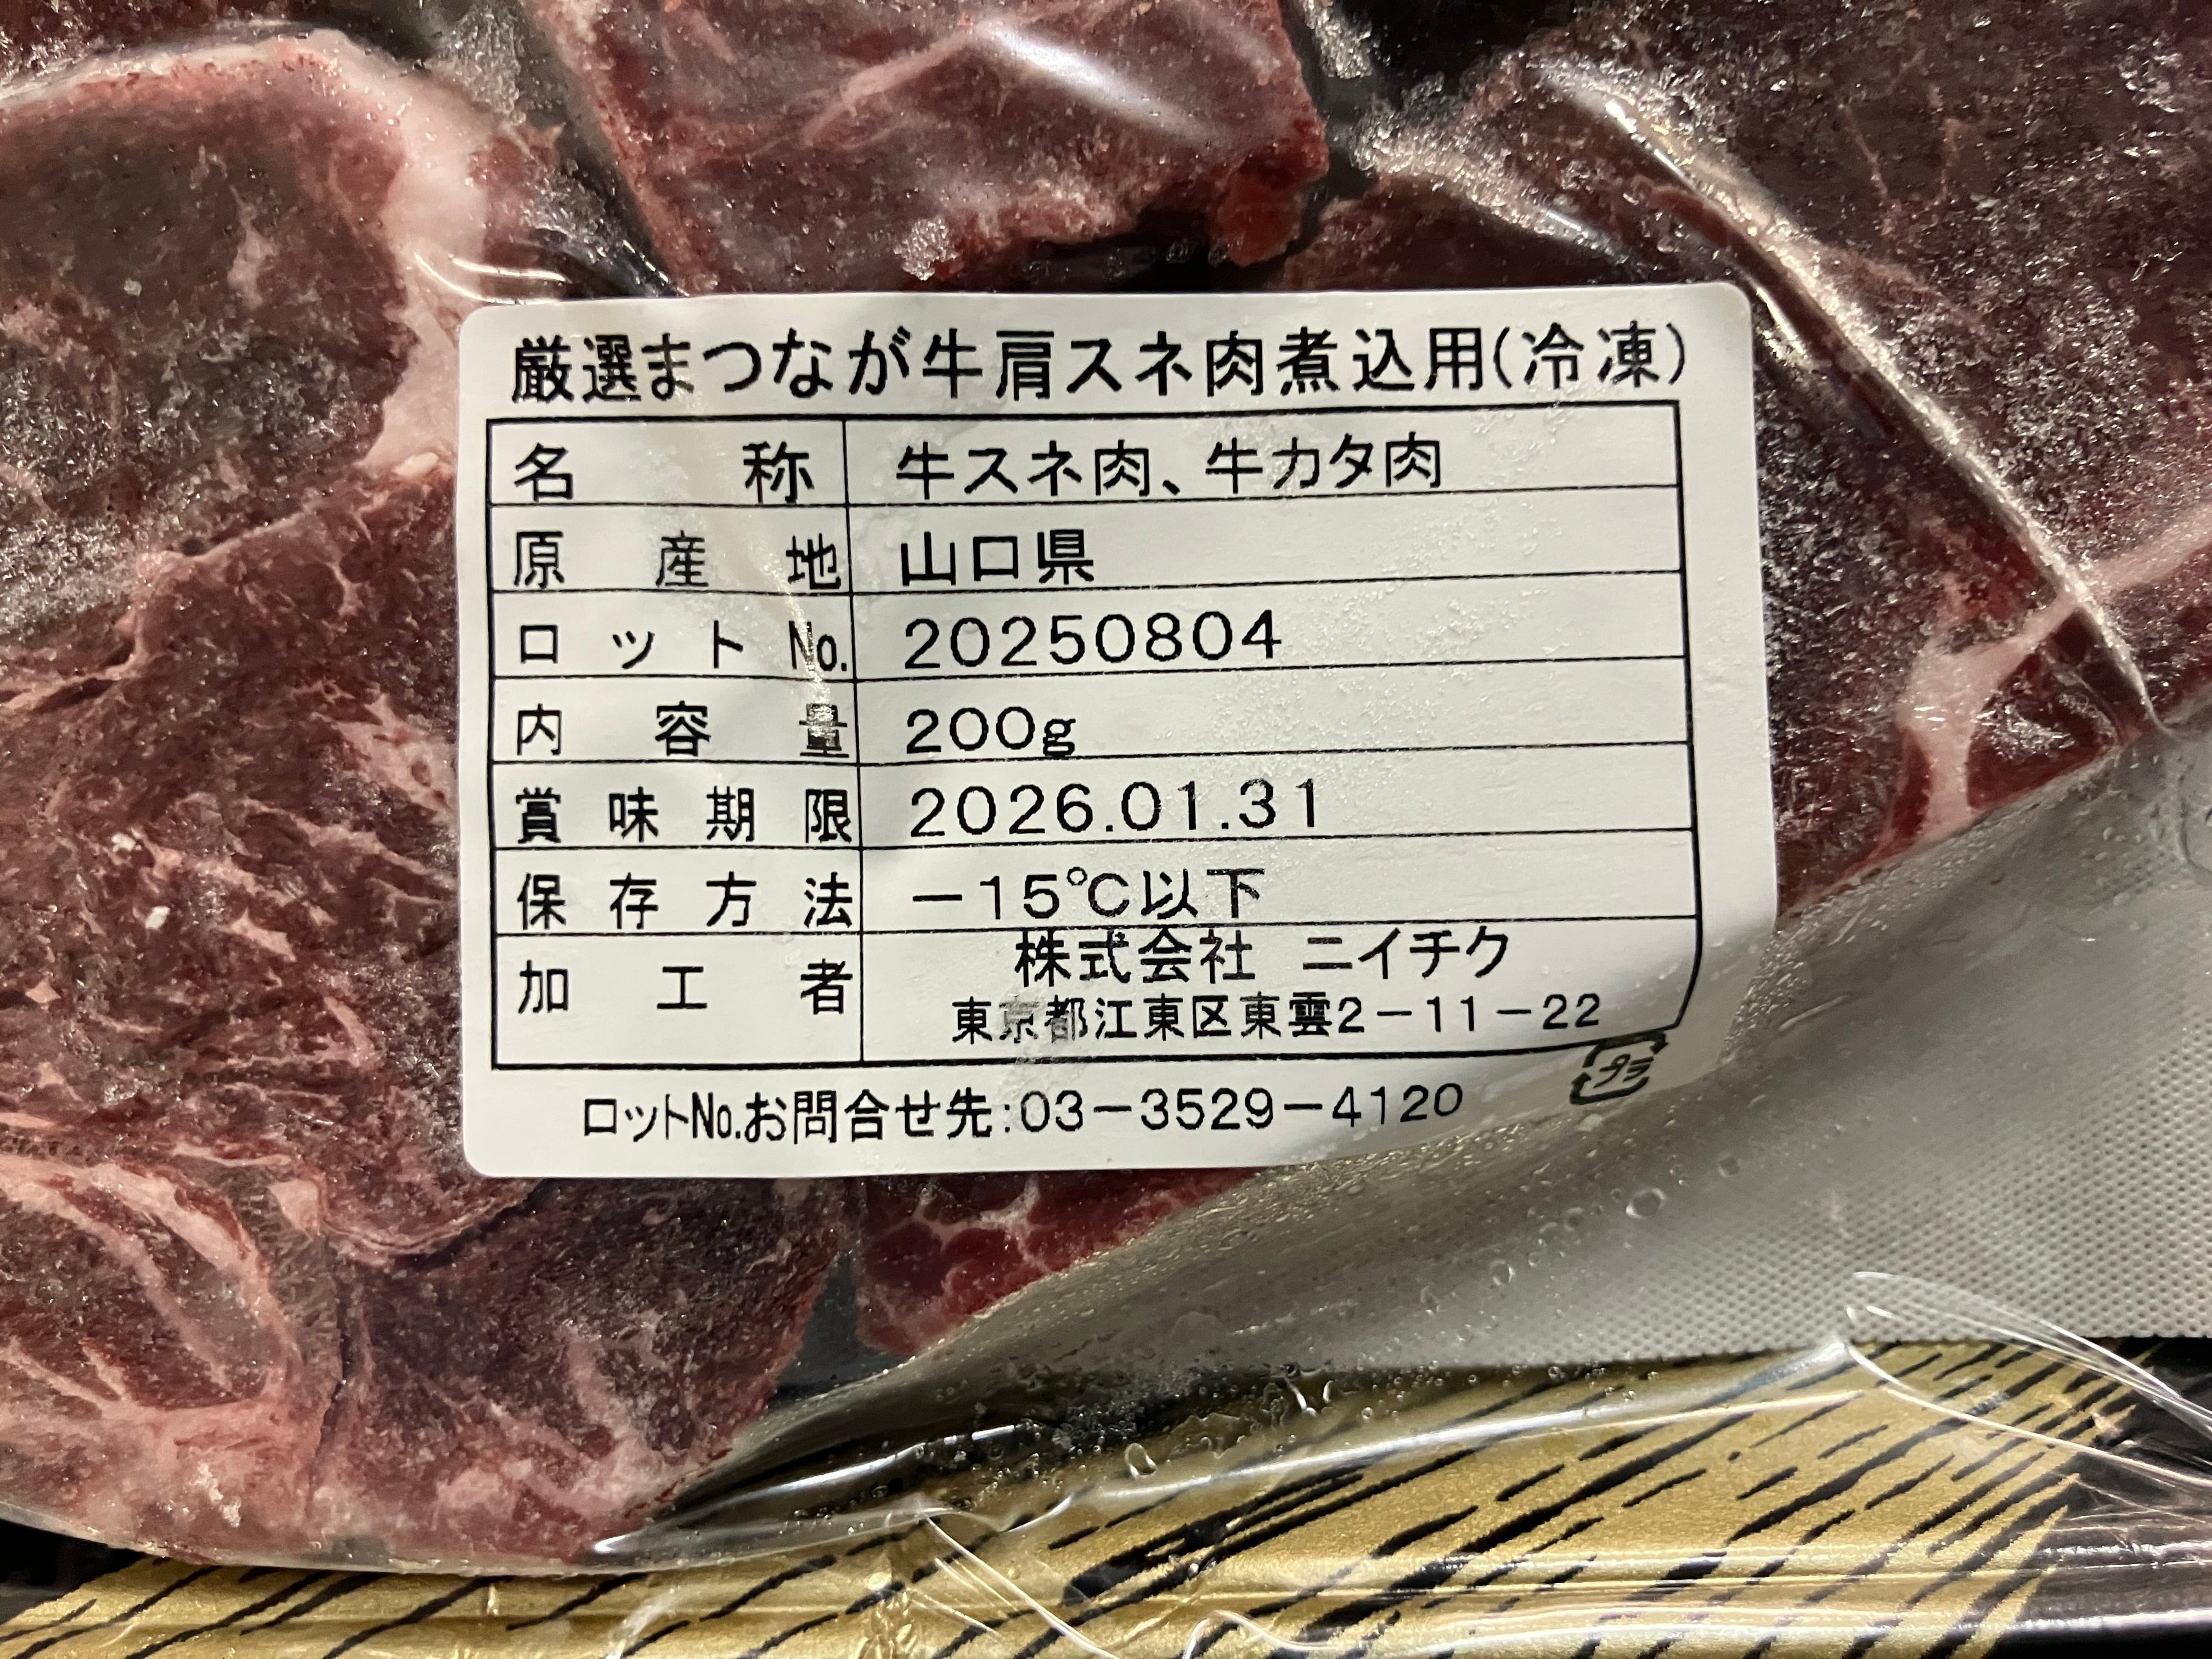 厳選まつなが牛肩スネ肉煮込用(冷凍)
名称 牛スネ肉、牛カタ肉
原産地 山口県
ロットNo. 20250804
内容量 200g
賞味期限 2026.01.31
保存方法 －15℃以下
加工者 株式会社 ニイチク
東京都江東区東雲2－11－22
プラ
ロットNo.お問合せ先:03－3529－4120